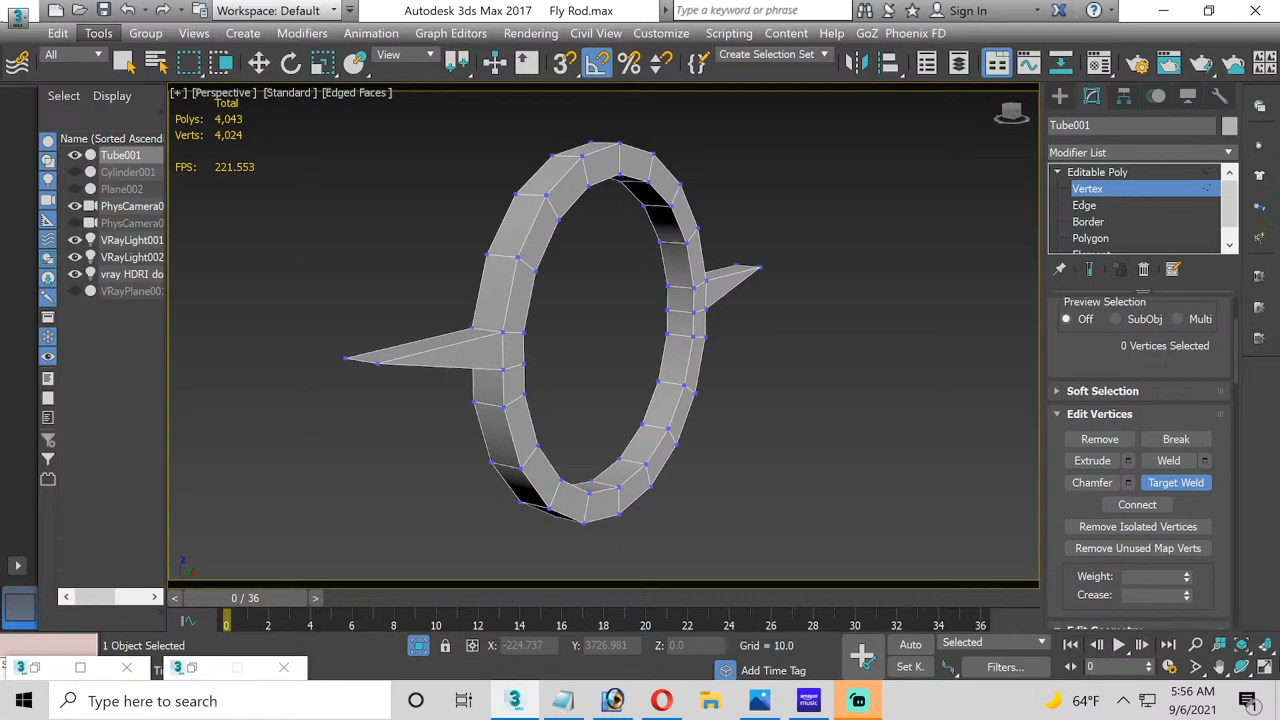 Autodesk 3ds Max 2017 Fly Rod.max
Workspace: Default
Type a keyword or phrase
Sign In
Edit Tools Group Views Create Modifiers Animation Graph Editors Rendering Civil View Customize Scripting Content Help GoZ Phoenix FD
All
View
Create Selection Set
Select Display
[+] [Perspective] [Standard] [Edged Faces]
Total
Polys: 4,043
Verts: 4,024
FPS: 221.553
Name (Sorted Ascend
Tube001
Cylinder001
Plane002
PhysCamera0
PhysCamera0
VRayLight001
VRayLight002
vray HDRI do
VRayPlane00
Tube001
Modifier List
Editable Poly
Vertex
Edge
Border
Polygon
Preview Selection
Off SubObj Multi
0 Vertices Selected
Soft Selection
Edit Vertices
Remove Break
Extrude Weld
Chamfer Target Weld
Connect
Remove Isolated Vertices
Remove Unused Map Verts
Weight:
Crease:
0 / 36
0 2 4 6 8 10 12 14 16 18 20 22 24 26 28 30 32 34 36
1 Object Selected
X: -224.737 Y: 3726.981 Z: 0.0 Grid = 10.0
Auto Selected
Add Time Tag
Set K. Filters...
0
Type here to search
64°F
5:56 AM
9/6/2021